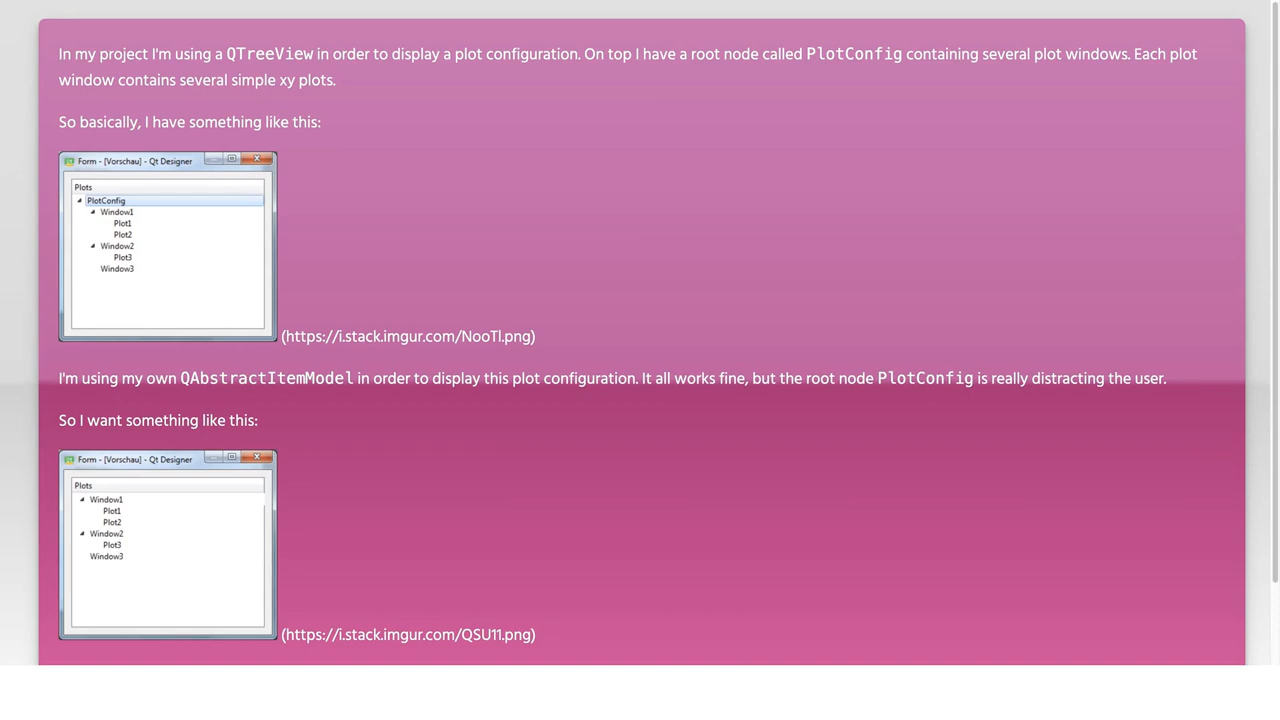 In my project I'm using a QTreeView in order to display a plot configuration. On top I have a root node called PlotConfig containing several plot windows. Each plot
window contains several simple xy plots.
So basically, I have something like this:
Form - [Vorschau] - Qt Designer
Plots
PlotConfig
Window1
Plot1
Plot2
Window2
Plot3
Window3
(https://i.stack.imgur.com/NooTl.png)
I'm using my own QAbstractItemModel in order to display this plot configuration. It all works fine, but the root node PlotConfig is really distracting the user.
So I want something like this:
Form - [Vorschau] - Qt Designer
Plots
Window1
Plot1
Plot2
Window2
Plot3
Window3
(https://i.stack.imgur.com/QSU11.png)